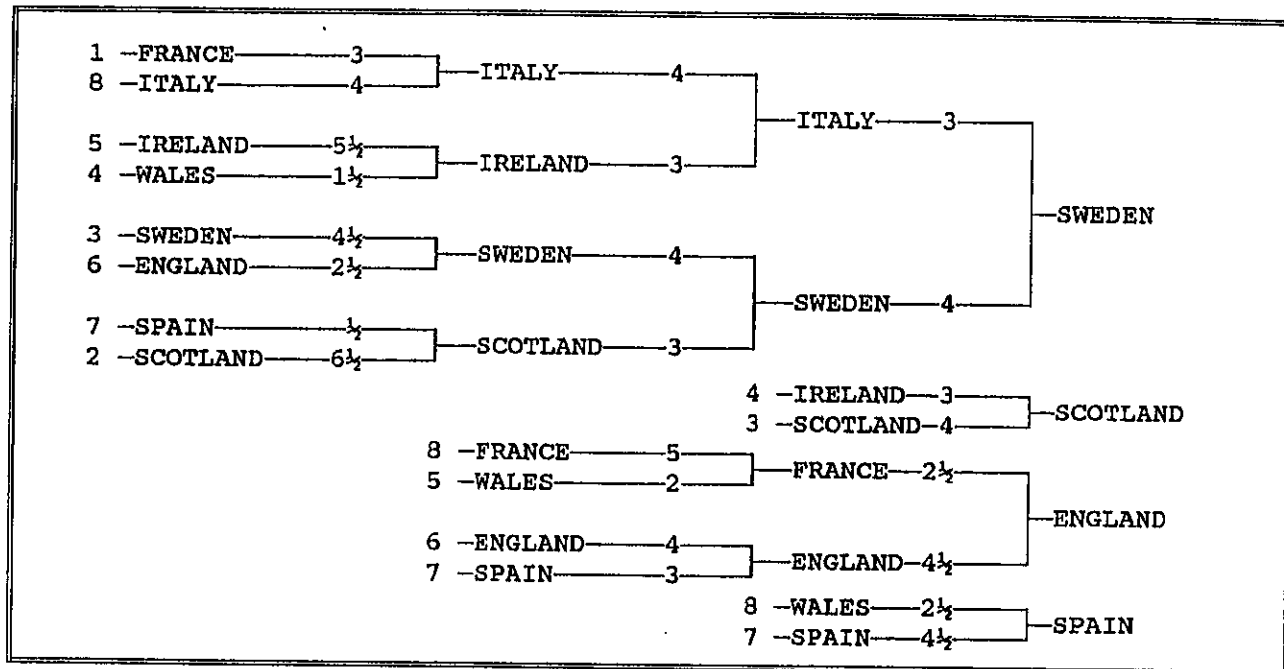 1 —FRANCE——3
8 —ITALY——4
ITALY——4
ITALY——3
5 —IRELAND——5½
4 —WALES——1½
IRELAND——3
SWEDEN
3 —SWEDEN——4½
6 —ENGLAND——2½
SWEDEN——4
SWEDEN——4
7 —SPAIN——½
2 —SCOTLAND——6½
SCOTLAND——3
4 —IRELAND——3
3 —SCOTLAND—4
SCOTLAND
8 —FRANCE——5
5 —WALES——2
FRANCE—2½
ENGLAND
6 —ENGLAND——4
7 —SPAIN——3
ENGLAND—4½
8 —WALES——2½
7 —SPAIN——4½
SPAIN